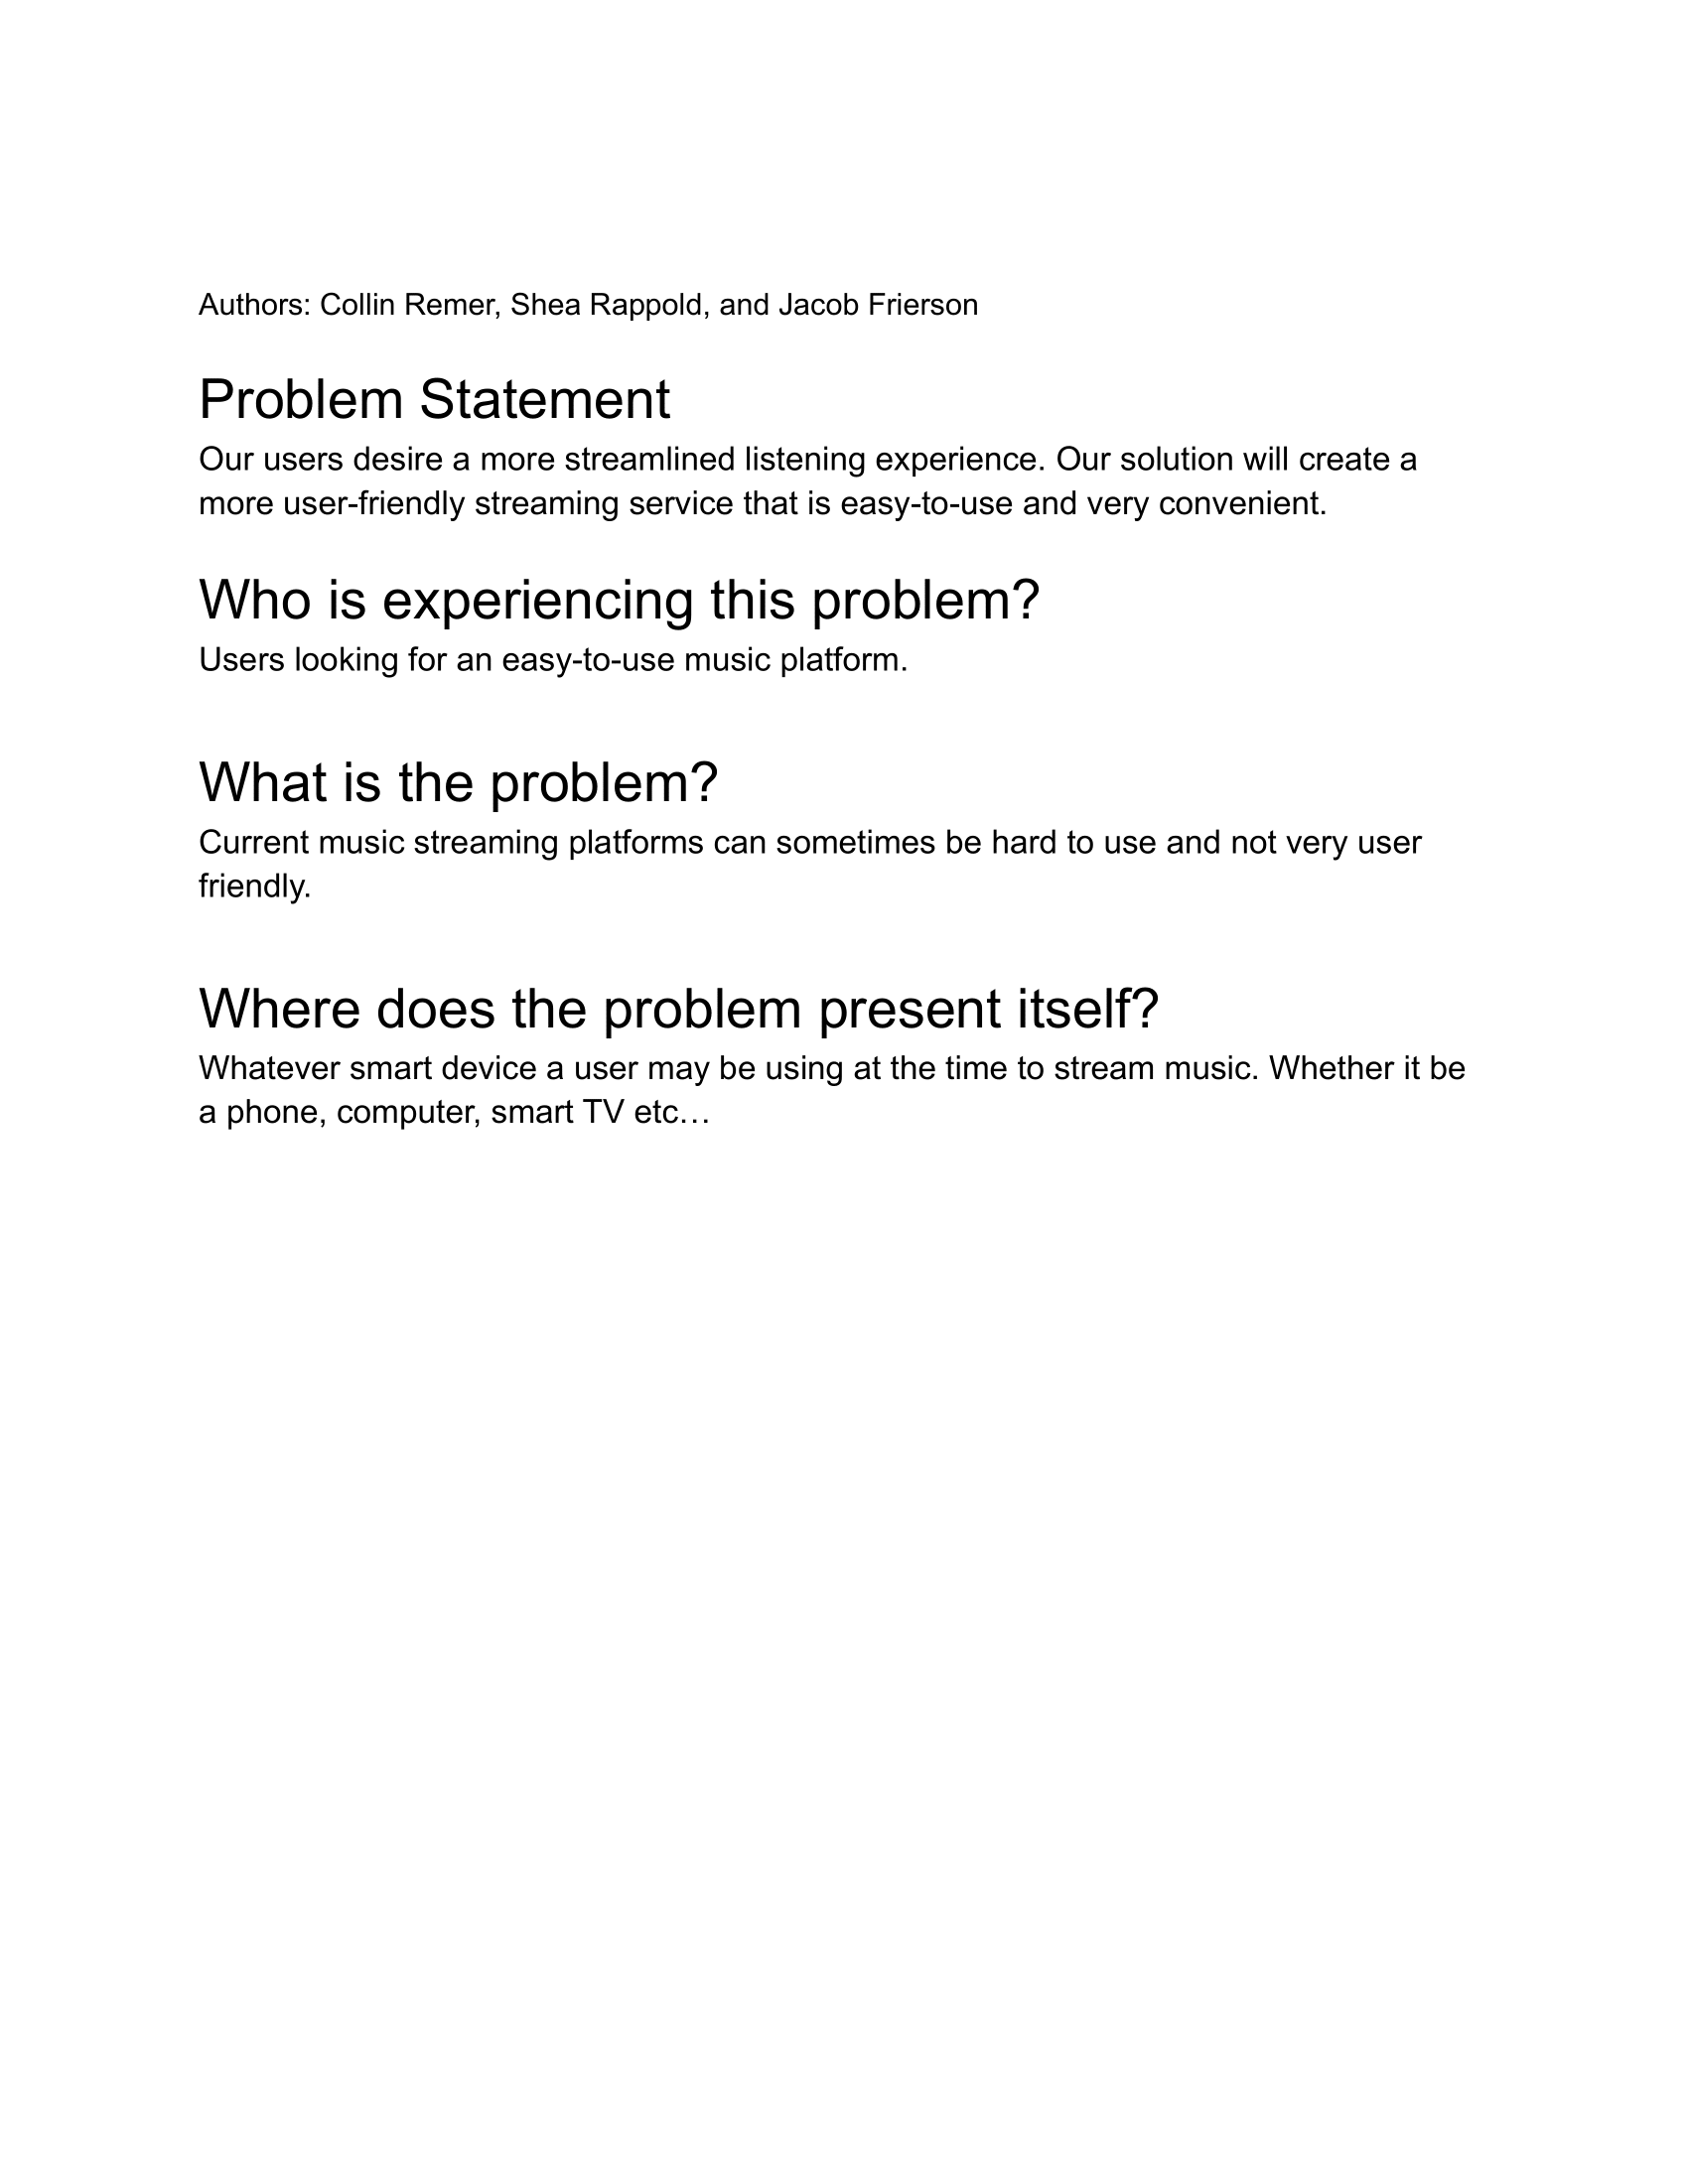 Authors: Collin Remer, Shea Rappold, and Jacob Frierson
Problem Statement
Our users desire a more streamlined listening experience. Our solution will create a
more user-friendly streaming service that is easy-to-use and very convenient.
Who is experiencing this problem?
Users looking for an easy-to-use music platform.
What is the problem?
Current music streaming platforms can sometimes be hard to use and not very user
friendly.
Where does the problem present itself?
Whatever smart device a user may be using at the time to stream music. Whether it be
a phone, computer, smart TV etc…